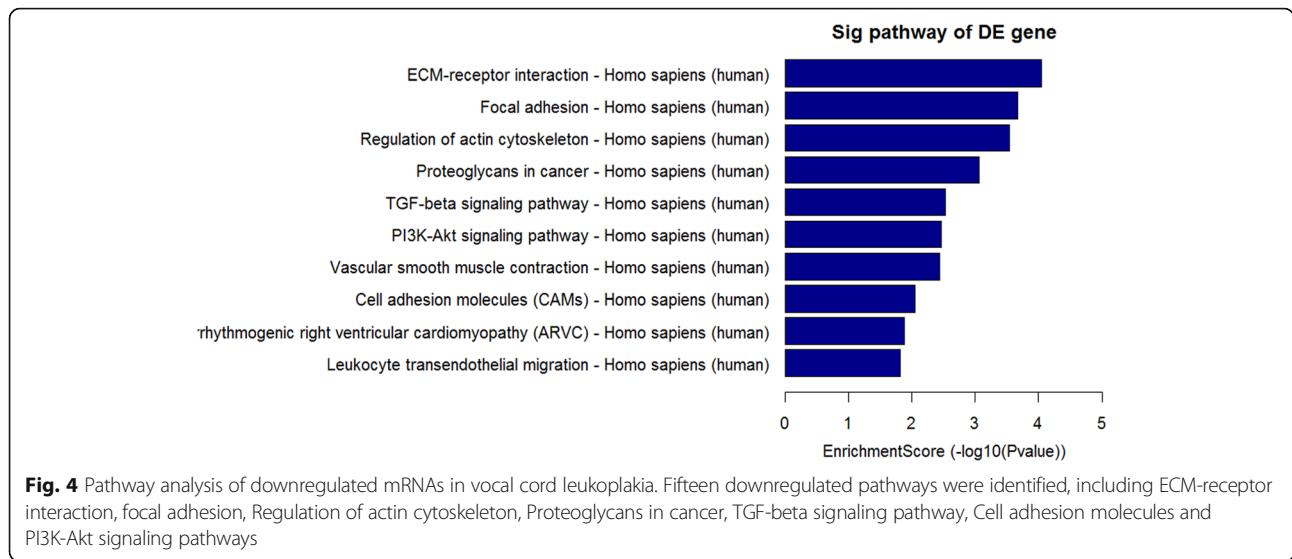 Sig pathway of DE gene
ECM-receptor interaction - Homo sapiens (human)
Focal adhesion - Homo sapiens (human)
Regulation of actin cytoskeleton - Homo sapiens (human)
Proteoglycans in cancer - Homo sapiens (human)
TGF-beta signaling pathway - Homo sapiens (human)
PI3K-Akt signaling pathway - Homo sapiens (human)
Vascular smooth muscle contraction - Homo sapiens (human)
Cell adhesion molecules (CAMs) - Homo sapiens (human)
rhythmogenic right ventricular cardiomyopathy (ARVC) - Homo sapiens (human)
Leukocyte transendothelial migration - Homo sapiens (human)
0 1 2 3 4 5
EnrichmentScore (-log10(Pvalue))
Fig. 4 Pathway analysis of downregulated mRNAs in vocal cord leukoplakia. Fifteen downregulated pathways were identified, including ECM-receptor
interaction, focal adhesion, Regulation of actin cytoskeleton, Proteoglycans in cancer, TGF-beta signaling pathway, Cell adhesion molecules and
PI3K-Akt signaling pathways